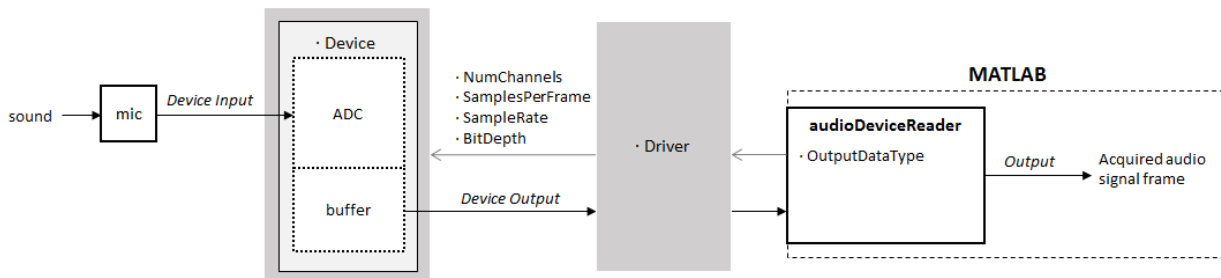 sound
mic
Device Input
· Device
ADC
buffer
· NumChannels
· SamplesPerFrame
· SampleRate
· BitDepth
Device Output
· Driver
MATLAB
audioDeviceReader
· OutputDataType
Output
Acquired audio
signal frame